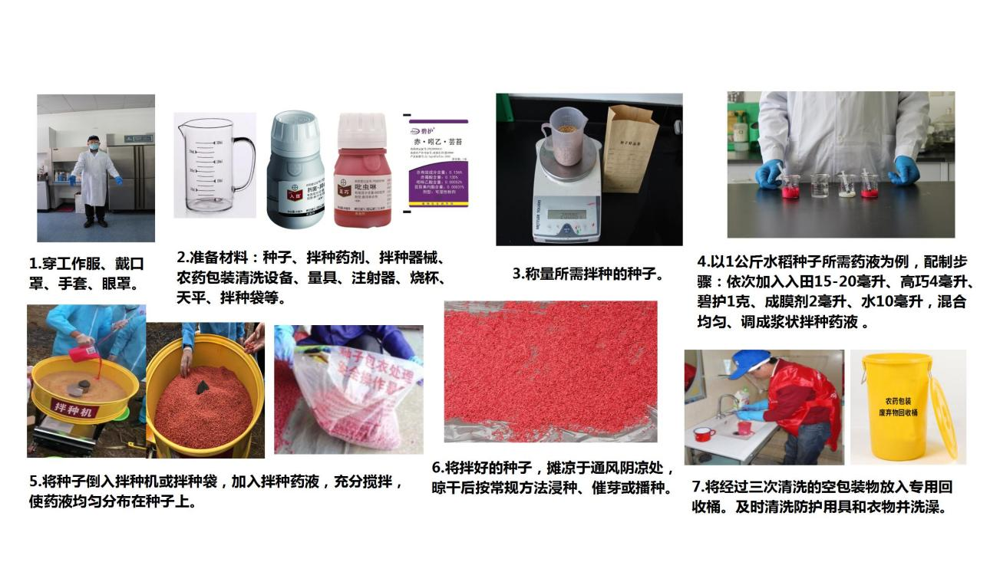 1.穿工作服、戴口
罩、手套、眼罩。
碧护
赤·吲乙·芸苔
入田
高巧
吡虫啉
2.准备材料：种子、拌种药剂、拌种器械、
农药包装清洗设备、量具、注射器、烧杯、
天平、拌种袋等。
METTLER TOLEDO
3.称量所需拌种的种子。
4.以1公斤水稻种子所需药液为例，配制步
骤：依次加入入田15-20毫升、高巧4毫升、
碧护1克、成膜剂2毫升、水10毫升，混合
均匀、调成浆状拌种药液 。
拌种机
种子包衣处理
安全操作
5.将种子倒入拌种机或拌种袋，加入拌种药液，充分搅拌，
使药液均匀分布在种子上。
6.将拌好的种子，摊凉于通风阴凉处，
晾干后按常规方法浸种、催芽或播种。
农药包装
废弃物回收桶
7.将经过三次清洗的空包装物放入专用回
收桶。及时清洗防护用具和衣物并洗澡。